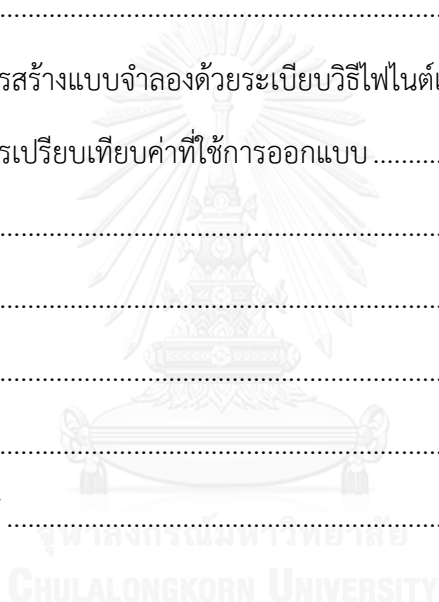 ................................................................
รสร้างแบบจำลองด้วยระเบียบวิธีไฟไนต์เ
รเปรียบเทียบค่าที่ใช้การออกแบบ..........
................................................................
................................................................
................................................................
................................................................
................................................................
จุฬาลงกรณ์มหาวิทยาลัย
CHULALONGKORN UNIVERSITY